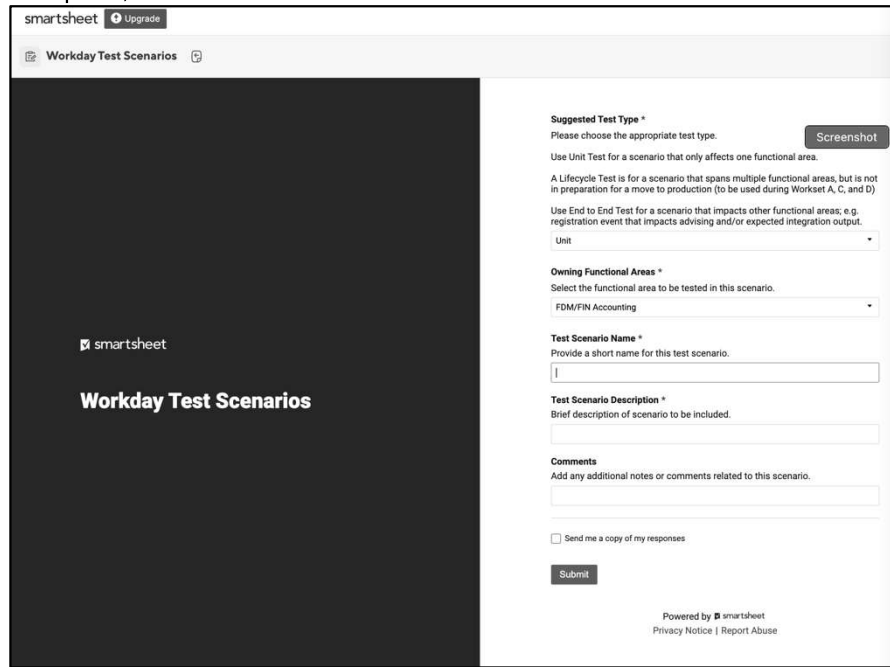 smartsheet Upgrade
Workday Test Scenarios
smartsheet
Workday Test Scenarios
Suggested Test Type *
Please choose the appropriate test type.
Screenshot
Use Unit Test for a scenario that only affects one functional area.
A Lifecycle Test is for a scenario that spans multiple functional areas, but is not
in preparation for a move to production (to be used during Workset A, C, and D)
Use End to End Test for a scenario that impacts other functional areas; e.g.
registration event that impacts advising and/or expected integration output.
Unit
Owning Functional Areas *
Select the functional area to be tested in this scenario.
FDM/FIN Accounting
Test Scenario Name *
Provide a short name for this test scenario.
Test Scenario Description *
Brief description of scenario to be included.
Comments
Add any additional notes or comments related to this scenario.
Send me a copy of my responses
Submit
Powered by smartsheet
Privacy Notice | Report Abuse